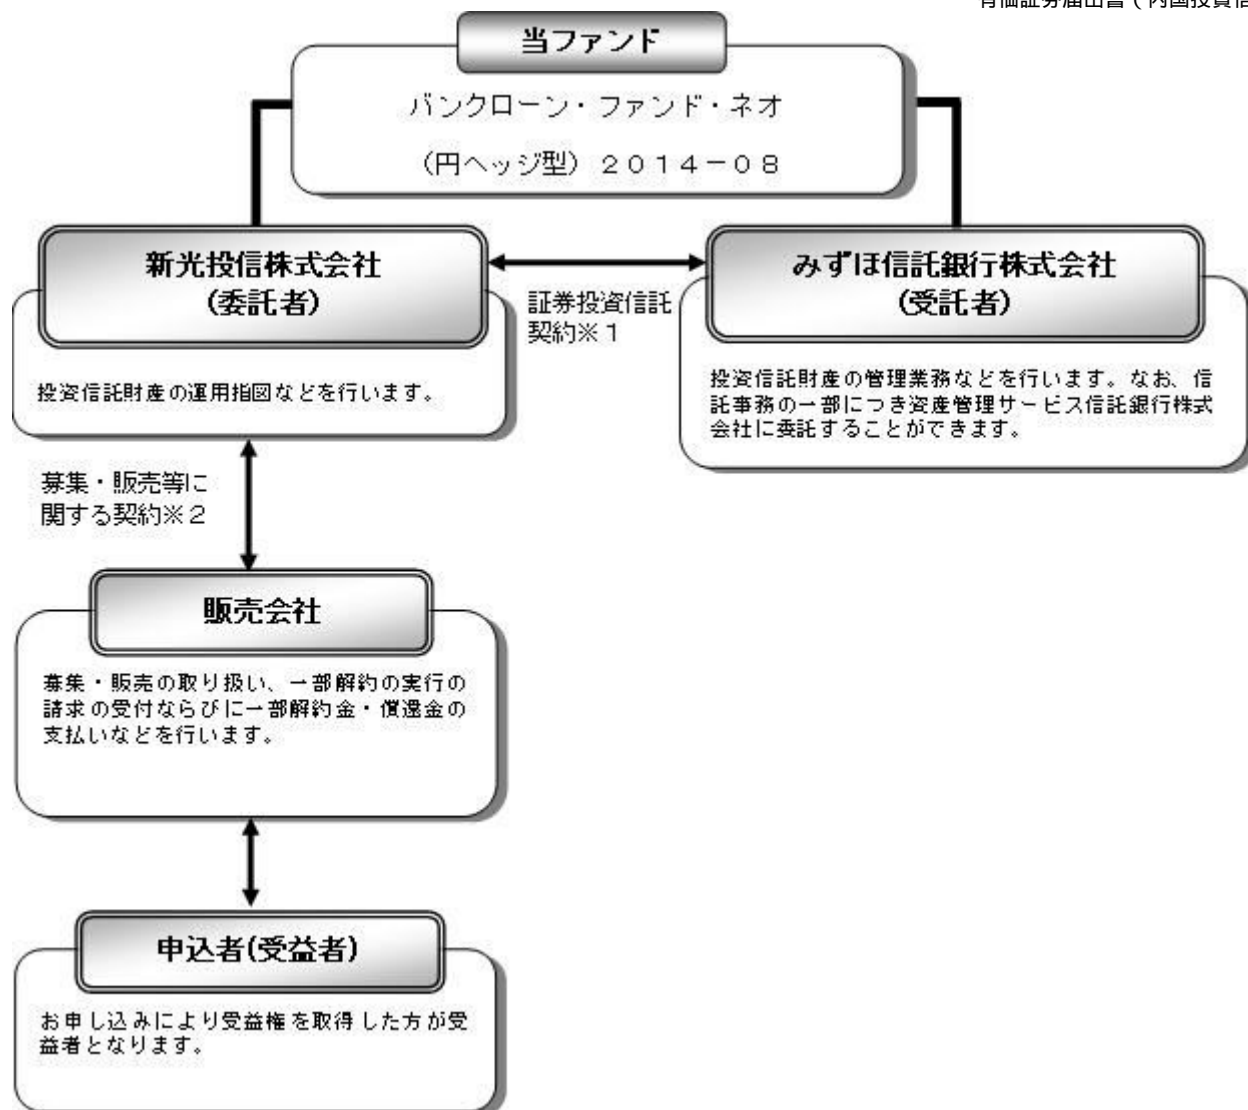 有価証券届出書（内国投資信
当ファンド
バンクローン・ファンド・ネオ
（円ヘッジ型）２０１４－０８
新光投信株式会社
(委託者)
投資信託財産の運用指図などを行います。
証券投資信託
契約※１
みずほ信託銀行株式会社
(受託者)
投資信託財産の管理業務などを行います。なお、信
託事務の一部につき資産管理サービス信託銀行株式
会社に委託することができます。
募集・販売等に
関する契約※２
販売会社
募集・販売の取り扱い、一部解約の実行の
請求の受付ならびに一部解約金・償還金の
支払いなどを行います。
申込者(受益者)
お申し込みにより受益権を取得した方が受
益者となります。